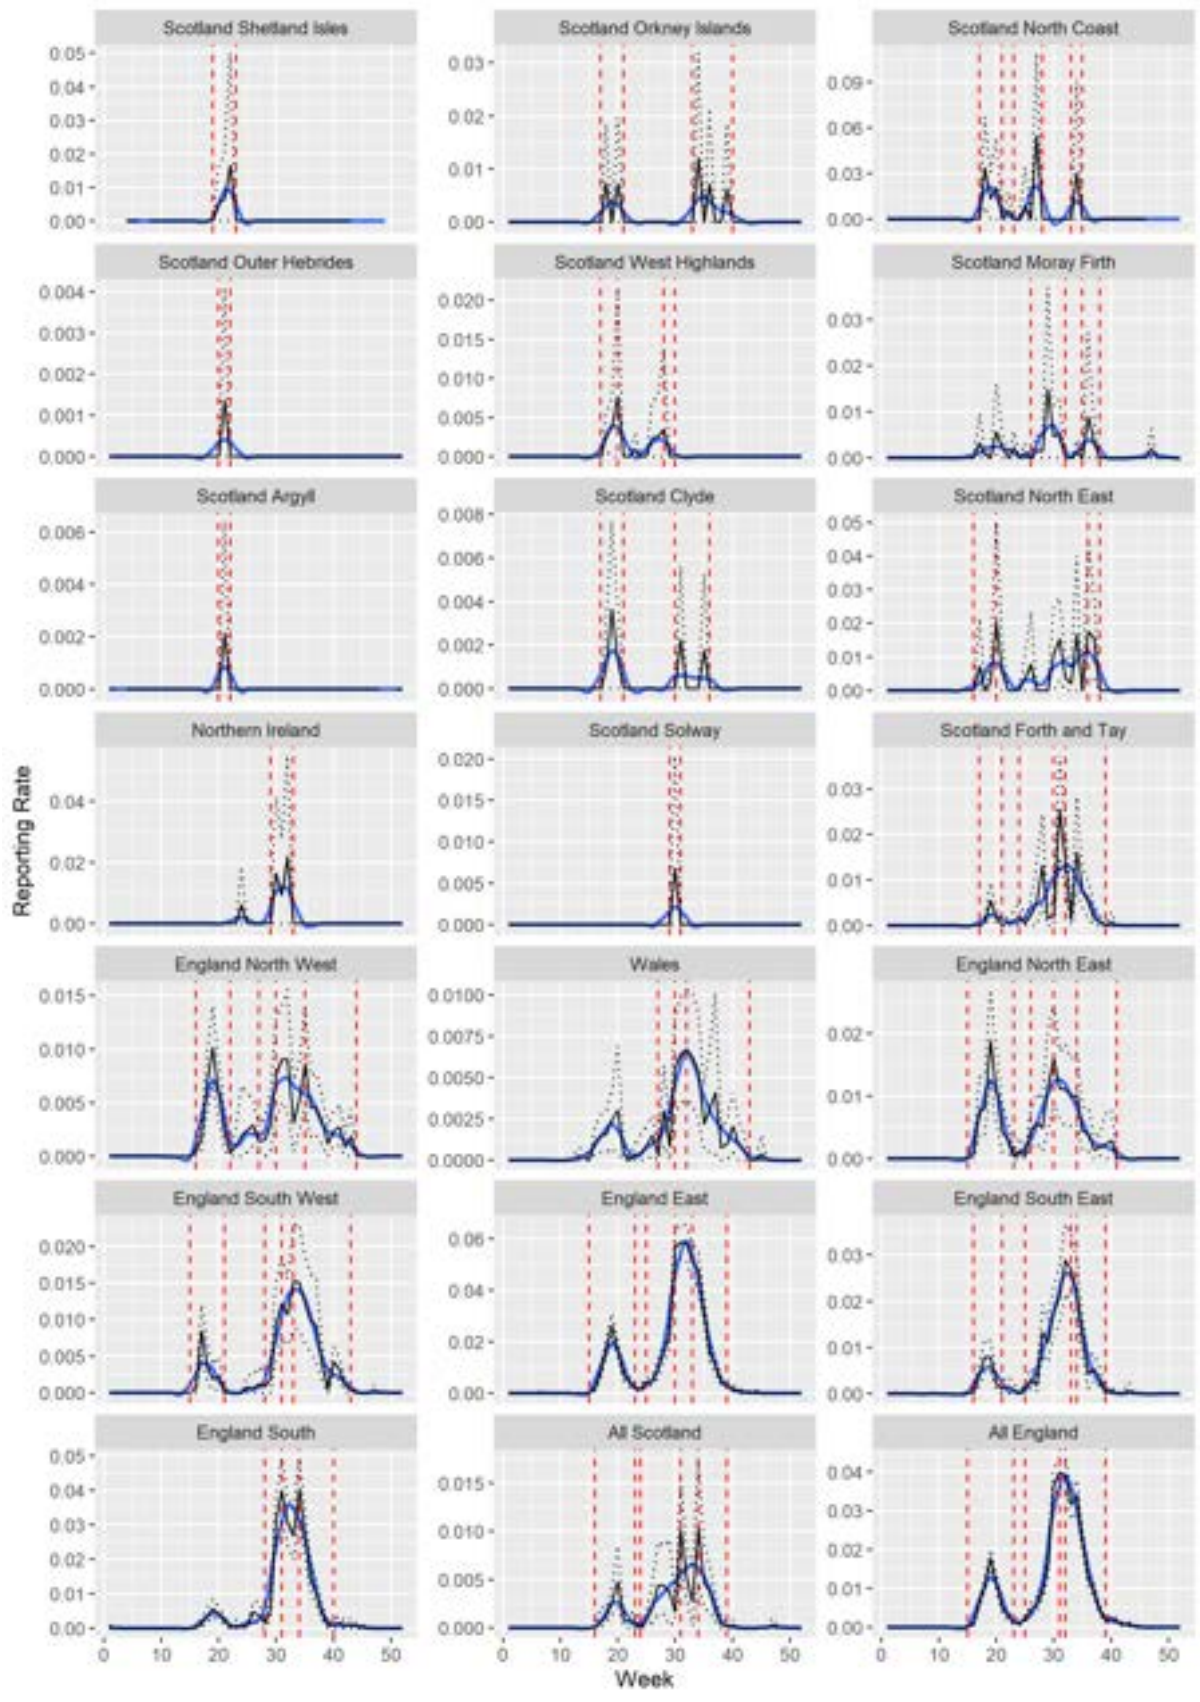 Scotland Shetland Isles Scotland Orkney Islands Scotland North Coast
0.05 0.04 0.03 0.02 0.01 0.00
0.03 0.02 0.01 0.00
0.09 0.06 0.03 0.00
Scotland Outer Hebrides Scotland West Highlands Scotland Moray Firth
0.004 0.003 0.002 0.001 0.000
0.020 0.015 0.010 0.005 0.000
0.03 0.02 0.01 0.00
Scotland Argyll Scotland Clyde Scotland North East
0.006 0.004 0.002 0.000
0.008 0.006 0.004 0.002 0.000
0.05 0.04 0.03 0.02 0.01 0.00
Northern Ireland Scotland Solway Scotland Forth and Tay
0.04 0.02 0.00
0.020 0.015 0.010 0.005 0.000
0.03 0.02 0.01 0.00
Reporting Rate
England North West Wales England North East
0.015 0.010 0.005 0.000
0.0100 0.0075 0.0050 0.0025 0.0000
0.02 0.01 0.00
England South West England East England South East
0.020 0.015 0.010 0.005 0.000
0.06 0.04 0.02 0.00
0.03 0.02 0.01 0.00
England South All Scotland All England
0.05 0.04 0.03 0.02 0.01 0.00
0.015 0.010 0.005 0.000
0.04 0.03 0.02 0.01 0.00
0 10 20 30 40 50 0 10 20 30 40 50 0 10 20 30 40 50
Week